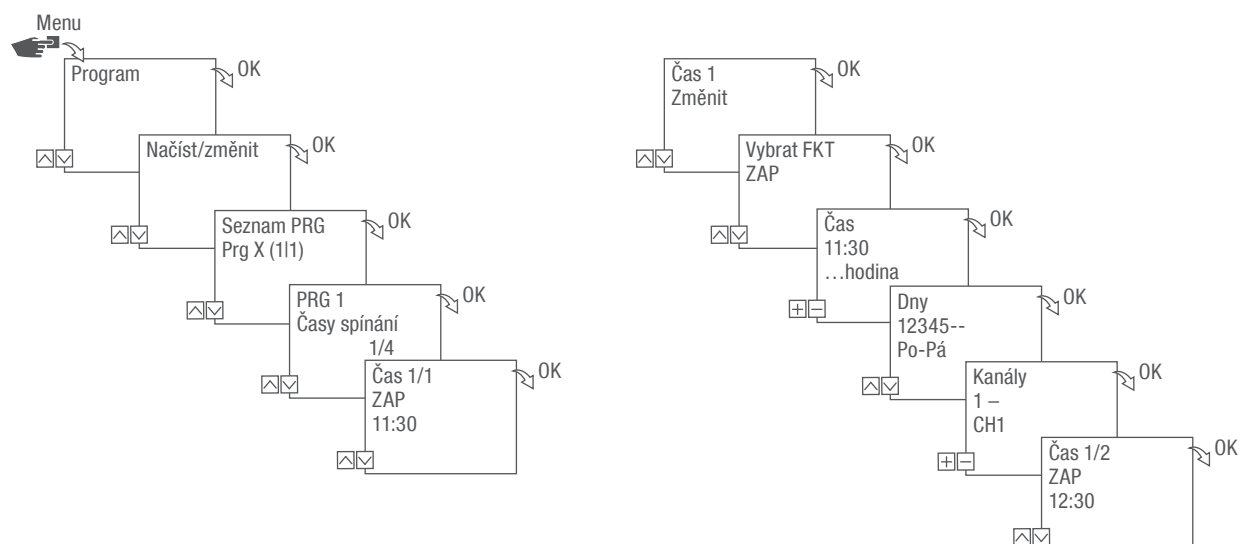 Menu
Program
OK
Načíst/změnit
OK
Seznam PRG
Prg X (1|1)
OK
PRG 1
Časy spínání
1/4
OK
Čas 1/1
ZAP
11:30
OK
Čas 1
Změnit
OK
Vybrat FKT
ZAP
OK
Čas
11:30
…hodina
OK
Dny
12345--
Po-Pá
OK
Kanály
1 –
CH1
OK
Čas 1/2
ZAP
12:30
OK